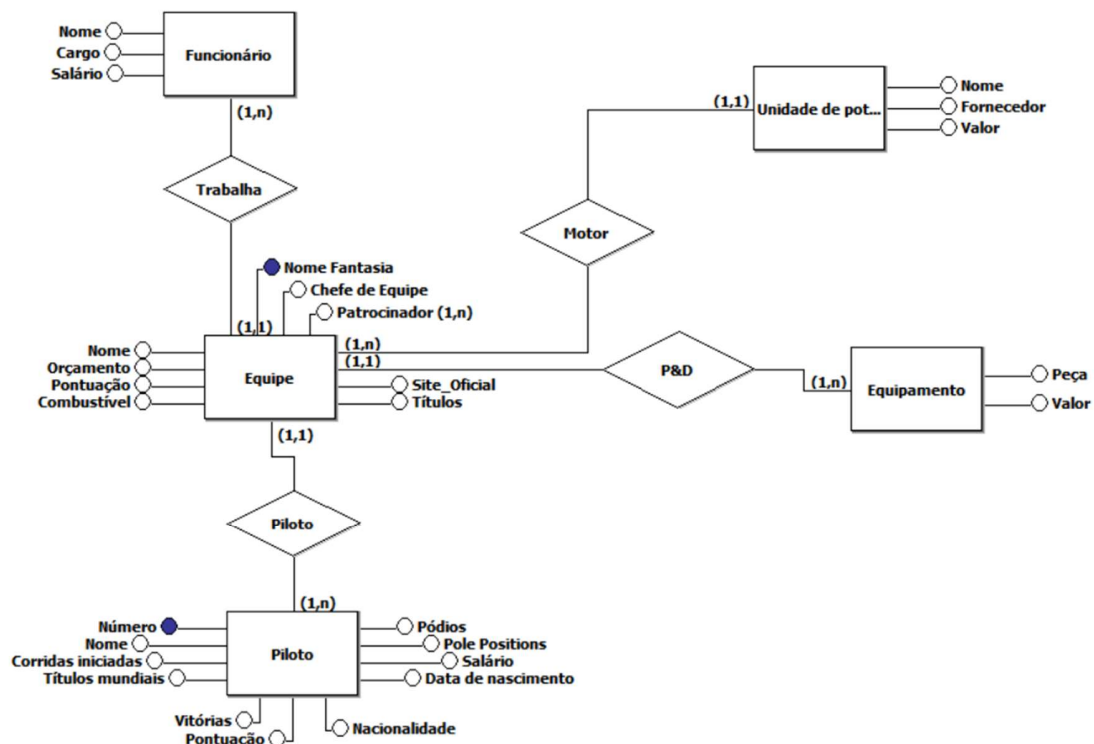 Nome
Cargo
Salário
Funcionário
(1,n)
Trabalha
(1,1)
Unidade de pot...
Nome
Fornecedor
Valor
Motor
Nome Fantasia
Chefe de Equipe
Patrocinador (1,n)
(1,1)
(1,n)
(1,1)
Nome
Orçamento
Pontuação
Combustível
Equipe
Site_Oficial
Títulos
P&D
(1,n)
Equipamento
Peça
Valor
(1,1)
Piloto
(1,n)
Número
Nome
Corridas iniciadas
Títulos mundiais
Piloto
Pódios
Pole Positions
Salário
Data de nascimento
Vitórias
Pontuação
Nacionalidade